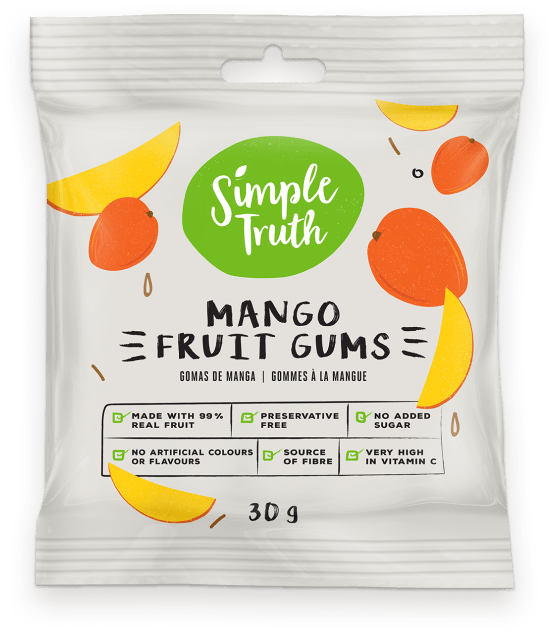 Simple
Truth
MANGO
FRUIT GUMS
GOMAS DE MANGA | GOMMES À LA MANGUE
MADE WITH 99% REAL FRUIT
PRESERVATIVE FREE
NO ADDED SUGAR
NO ARTIFICIAL COLOURS OR FLAVOURS
SOURCE OF FIBRE
VERY HIGH IN VITAMIN C
30 g